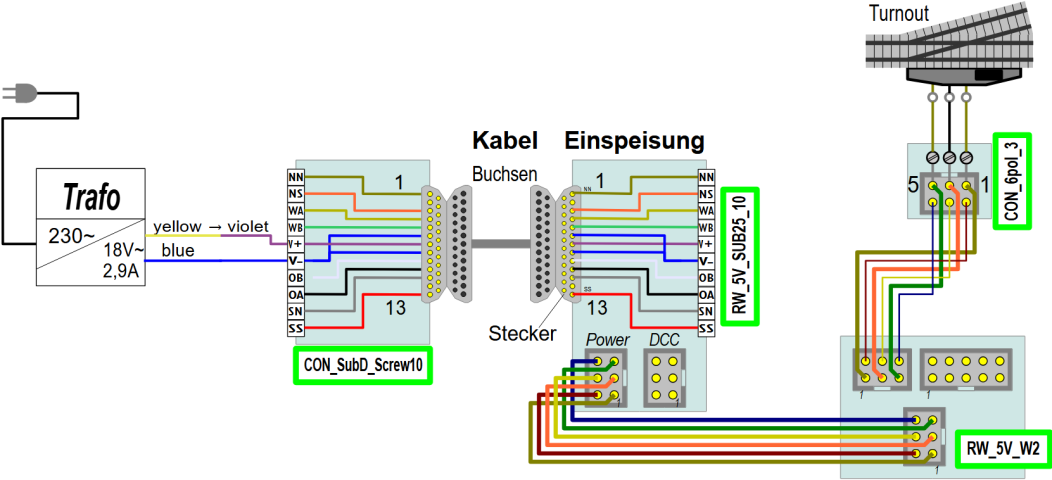 Turnout
Kabel
Einspeisung
Buchsen
Trafo
230~
18V~
2,9A
yellow → violet
blue
NN
NS
WA
WB
V+
V-
OB
OA
SN
SS
1
13
CON_SubD_Screw10
NN
1
SS
13
Stecker
NN
NS
WA
WB
V+
V-
OB
OA
SN
SS
RW_5V_SUB25_10
Power
DCC
1
1
5
1
CON_6pol_3
1
1
1
RW_5V_W2